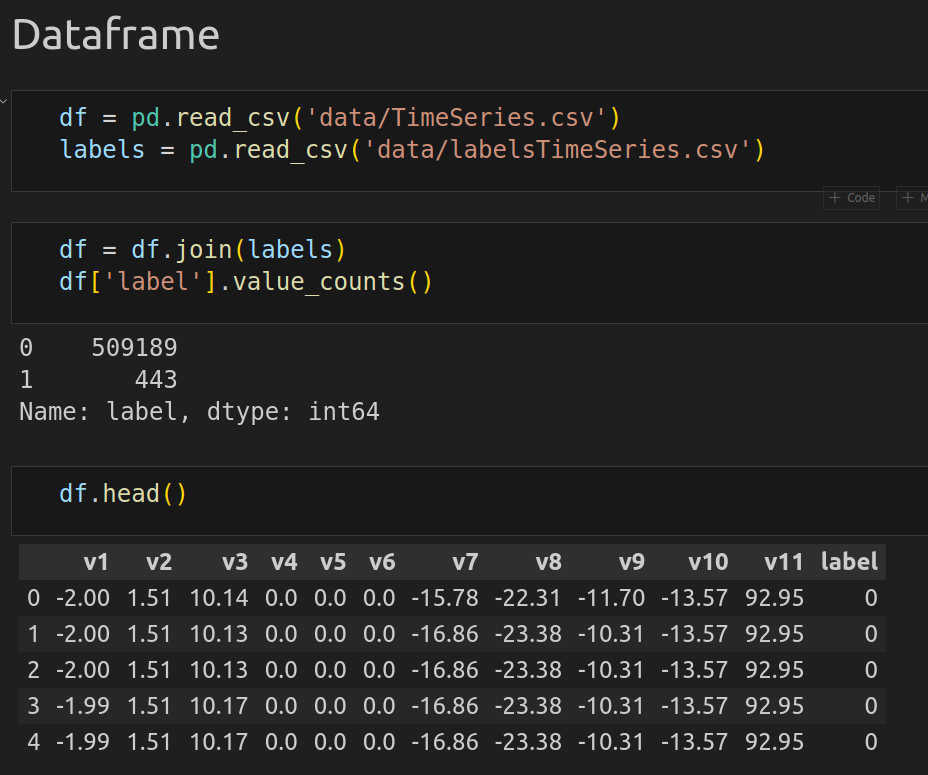 Dataframe
df = pd.read_csv('data/TimeSeries.csv')
labels = pd.read_csv('data/labelsTimeSeries.csv')
+ Code + M
df = df.join(labels)
df['label'].value_counts()
0 509189
1 443
Name: label, dtype: int64
df.head()
v1 v2 v3 v4 v5 v6 v7 v8 v9 v10 v11 label
0 -2.00 1.51 10.14 0.0 0.0 0.0 -15.78 -22.31 -11.70 -13.57 92.95 0
1 -2.00 1.51 10.13 0.0 0.0 0.0 -16.86 -23.38 -10.31 -13.57 92.95 0
2 -2.00 1.51 10.13 0.0 0.0 0.0 -16.86 -23.38 -10.31 -13.57 92.95 0
3 -1.99 1.51 10.17 0.0 0.0 0.0 -16.86 -23.38 -10.31 -13.57 92.95 0
4 -1.99 1.51 10.17 0.0 0.0 0.0 -16.86 -23.38 -10.31 -13.57 92.95 0